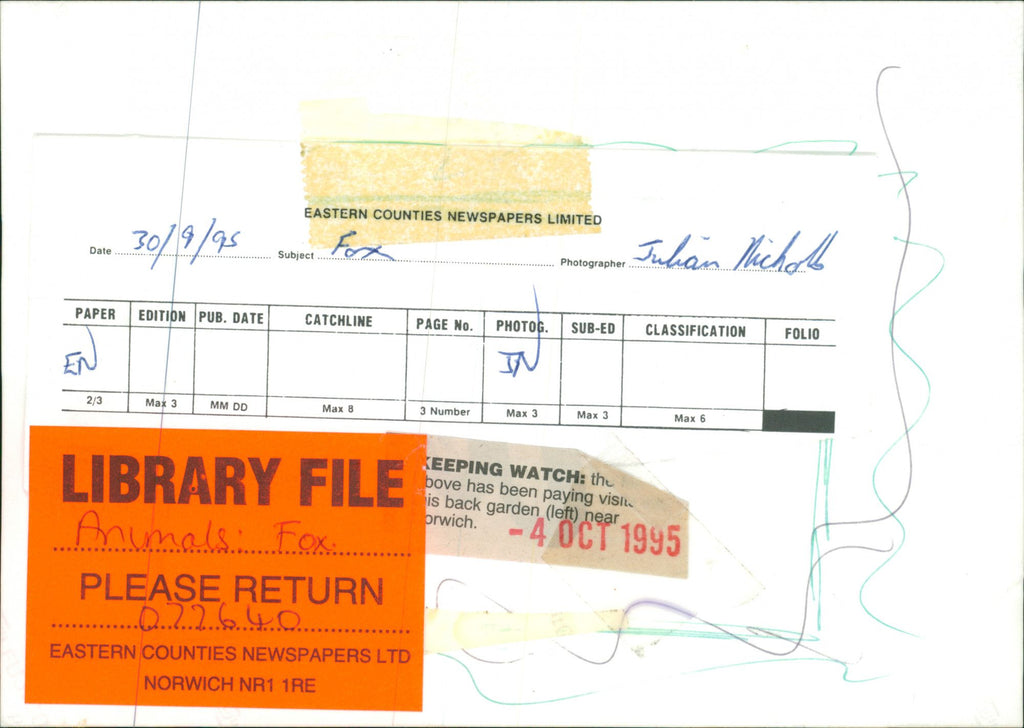 EASTERN COUNTIES NEWSPAPERS LIMITED
Date 30/9/95 Subject Fox Photographer Julian Nicholls
PAPER EDITION PUB. DATE CATCHLINE PAGE No. PHOTOG. SUB-ED CLASSIFICATION FOLIO
EN JN
2/3 Max 3 MM DD Max 8 3 Number Max 3 Max 3 Max 6
LIBRARY FILE
Animals: Fox.
PLEASE RETURN
077640
EASTERN COUNTIES NEWSPAPERS LTD
NORWICH NR1 1RE
KEEPING WATCH: the
bove has been paying visit
is back garden (left) near
orwich.
-4 OCT 1995